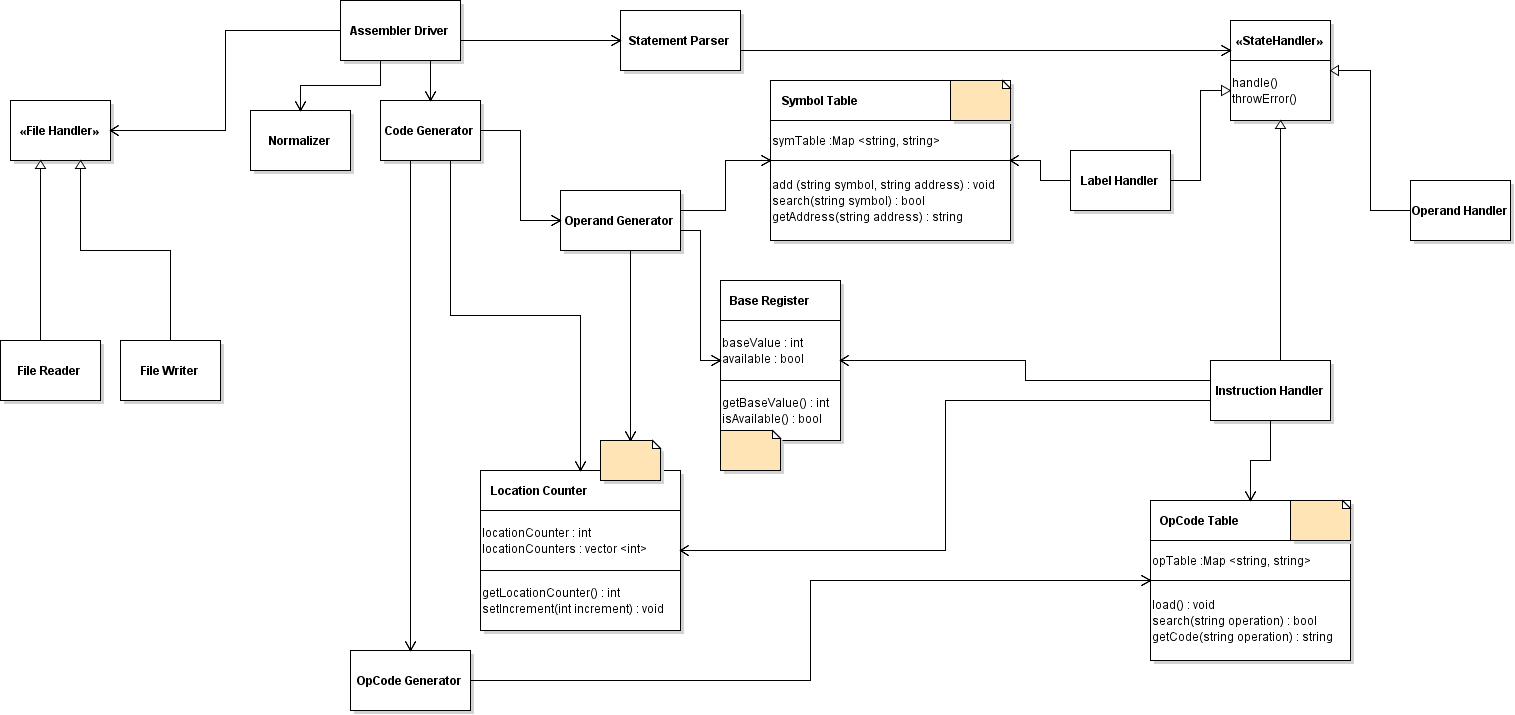 Assembler Driver
Statement Parser
«StateHandler»
handle()
throwError()
«File Handler»
Normalizer
Code Generator
Symbol Table
symTable :Map <string, string>
add (string symbol, string address) : void
search(string symbol) : bool
getAddress(string address) : string
Label Handler
Operand Handler
Operand Generator
Base Register
baseValue : int
available : bool
getBaseValue() : int
isAvailable() : bool
File Reader
File Writer
Instruction Handler
Location Counter
locationCounter : int
locationCounters : vector <int>
getLocationCounter() : int
setIncrement(int increment) : void
OpCode Table
opTable :Map <string, string>
load() : void
search(string operation) : bool
getCode(string operation) : string
OpCode Generator